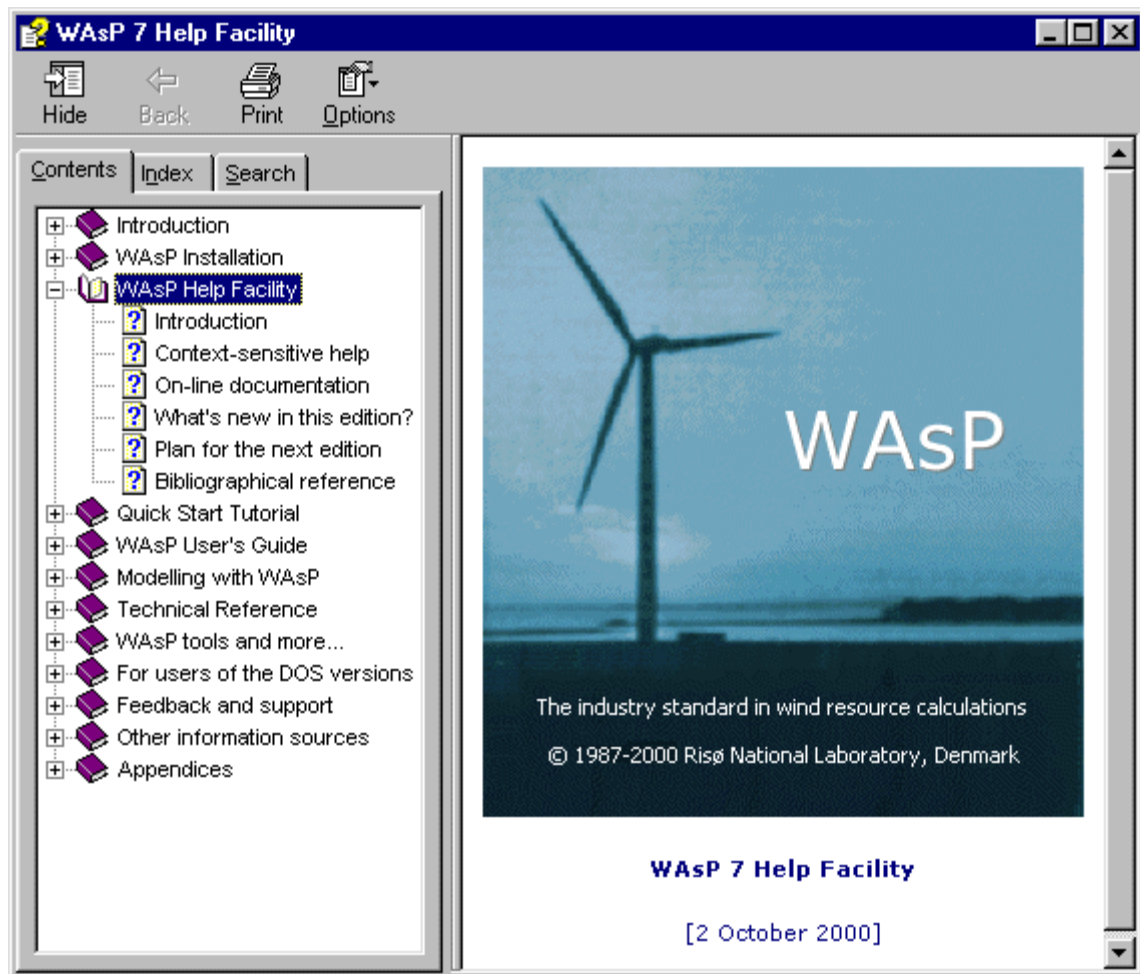 WAsP 7 Help Facility
Hide Back Print Options
Contents Index Search
Introduction
WAsP Installation
WAsP Help Facility
Introduction
Context-sensitive help
On-line documentation
What's new in this edition?
Plan for the next edition
Bibliographical reference
Quick Start Tutorial
WAsP User's Guide
Modelling with WAsP
Technical Reference
WAsP tools and more...
For users of the DOS versions
Feedback and support
Other information sources
Appendices
WAsP
The industry standard in wind resource calculations
© 1987-2000 Risø National Laboratory, Denmark
WAsP 7 Help Facility
[2 October 2000]